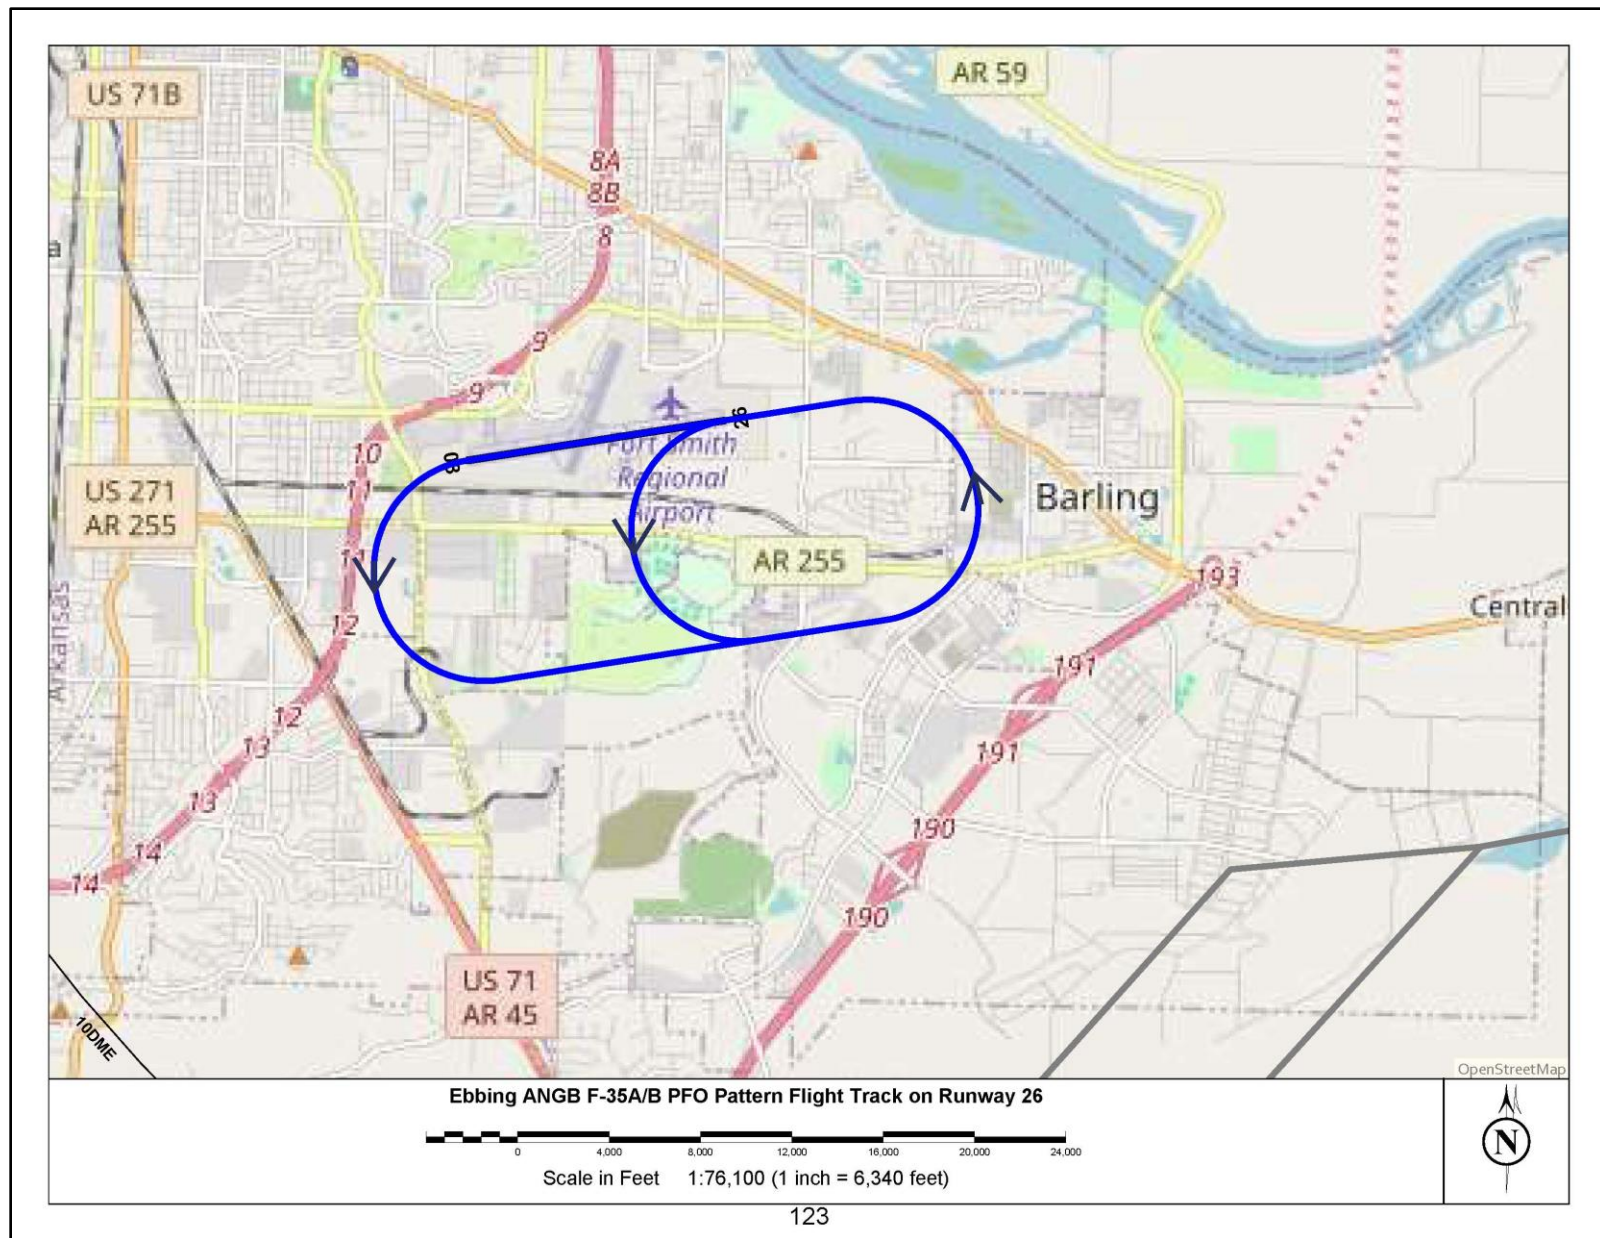 US 71B
AR 59
8A
8B
8
9
9
10
Fort Smith
Regional
Airport
26
08
11
US 271
AR 255
Barling
11
AR 255
193
Central
Arkansas
12
191
12
13
191
13
190
14
14
190
US 71
AR 45
10DME
OpenStreetMap
Ebbing ANGB F-35A/B PFO Pattern Flight Track on Runway 26
0 4,000 8,000 12,000 16,000 20,000 24,000
Scale in Feet 1:76,100 (1 inch = 6,340 feet)
N
123